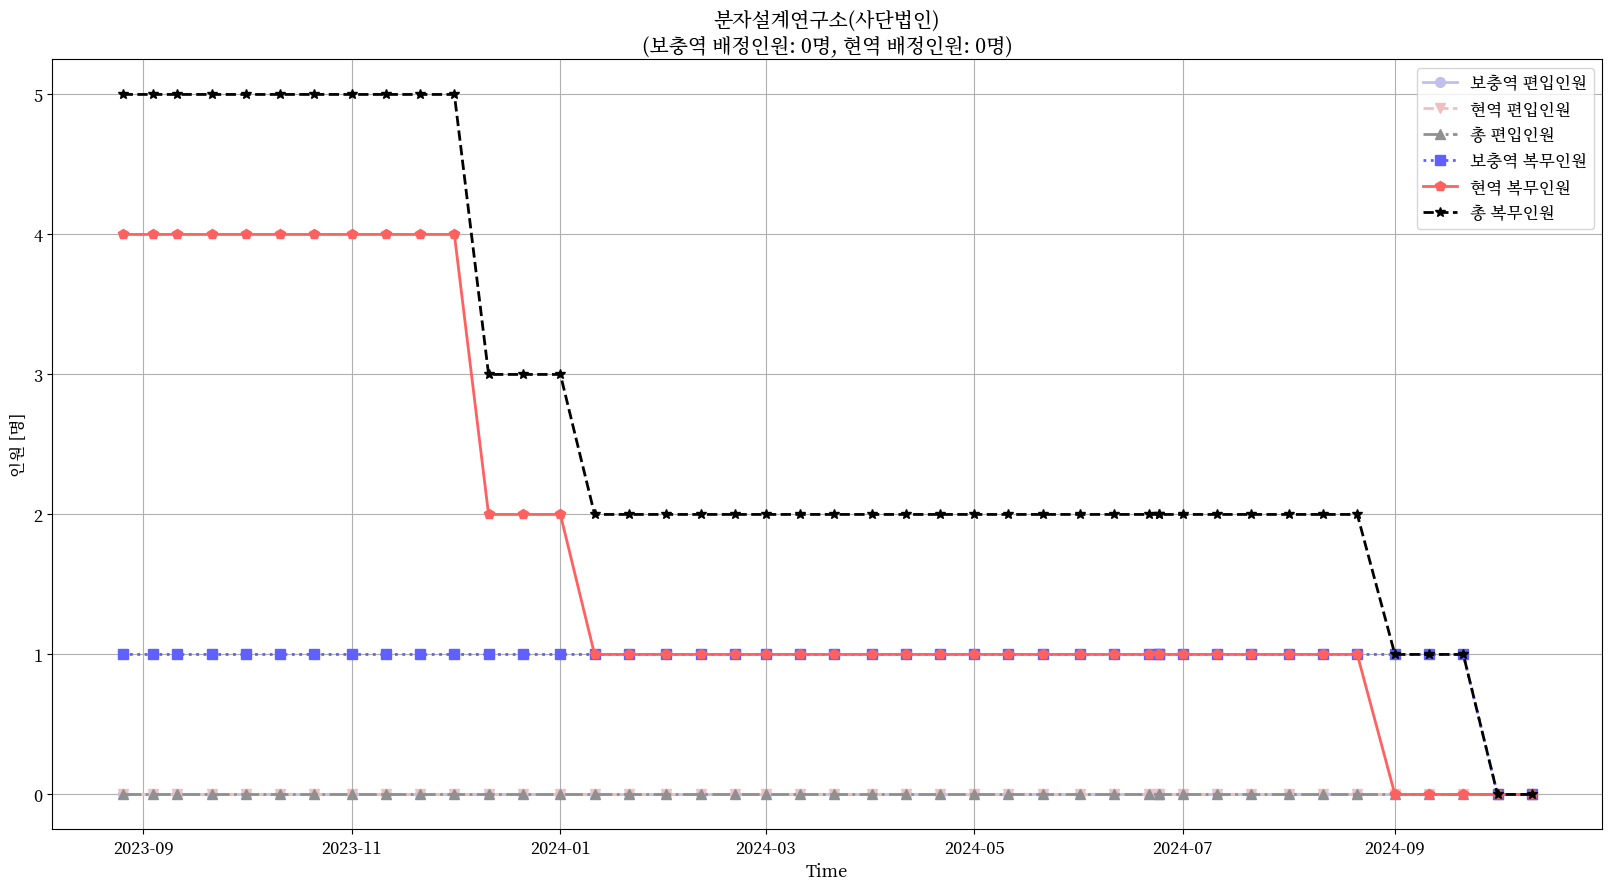 분자설계연구소(사단법인)
(보충역 배정인원: 0명, 현역 배정인원: 0명)
보충역 편입인원
현역 편입인원
총 편입인원
보충역 복무인원
현역 복무인원
총 복무인원
인원 [명]
5
4
3
2
1
0
2023-09
2023-11
2024-01
2024-03
2024-05
2024-07
2024-09
Time